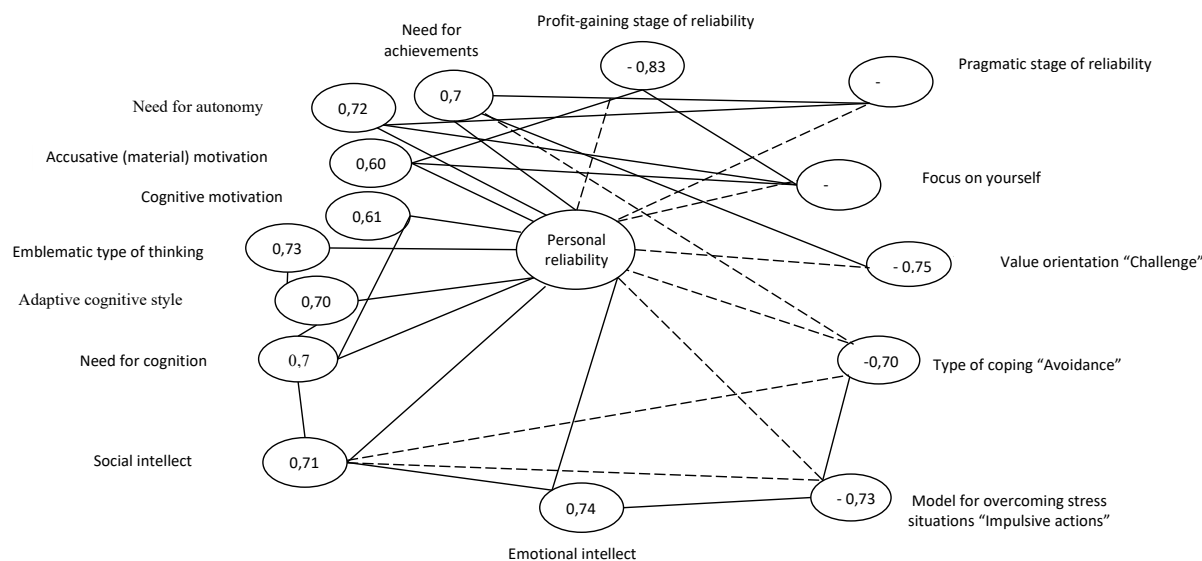 Profit-gaining stage of reliability
Need for
achievements
Pragmatic stage of reliability
- 0,83
-
0,7
Need for autonomy
0,72
Accusative (material) motivation
0,60
Focus on yourself
-
Cognitive motivation
0,61
Emblematic type of thinking
0,73
Personal
reliability
- 0,75
Value orientation “Challenge”
Adaptive cognitive style
0,70
Need for cognition
0,7
-0,70
Type of coping “Avoidance”
Social intellect
0,71
0,74
- 0,73
Model for overcoming stress
situations “Impulsive actions”
Emotional intellect